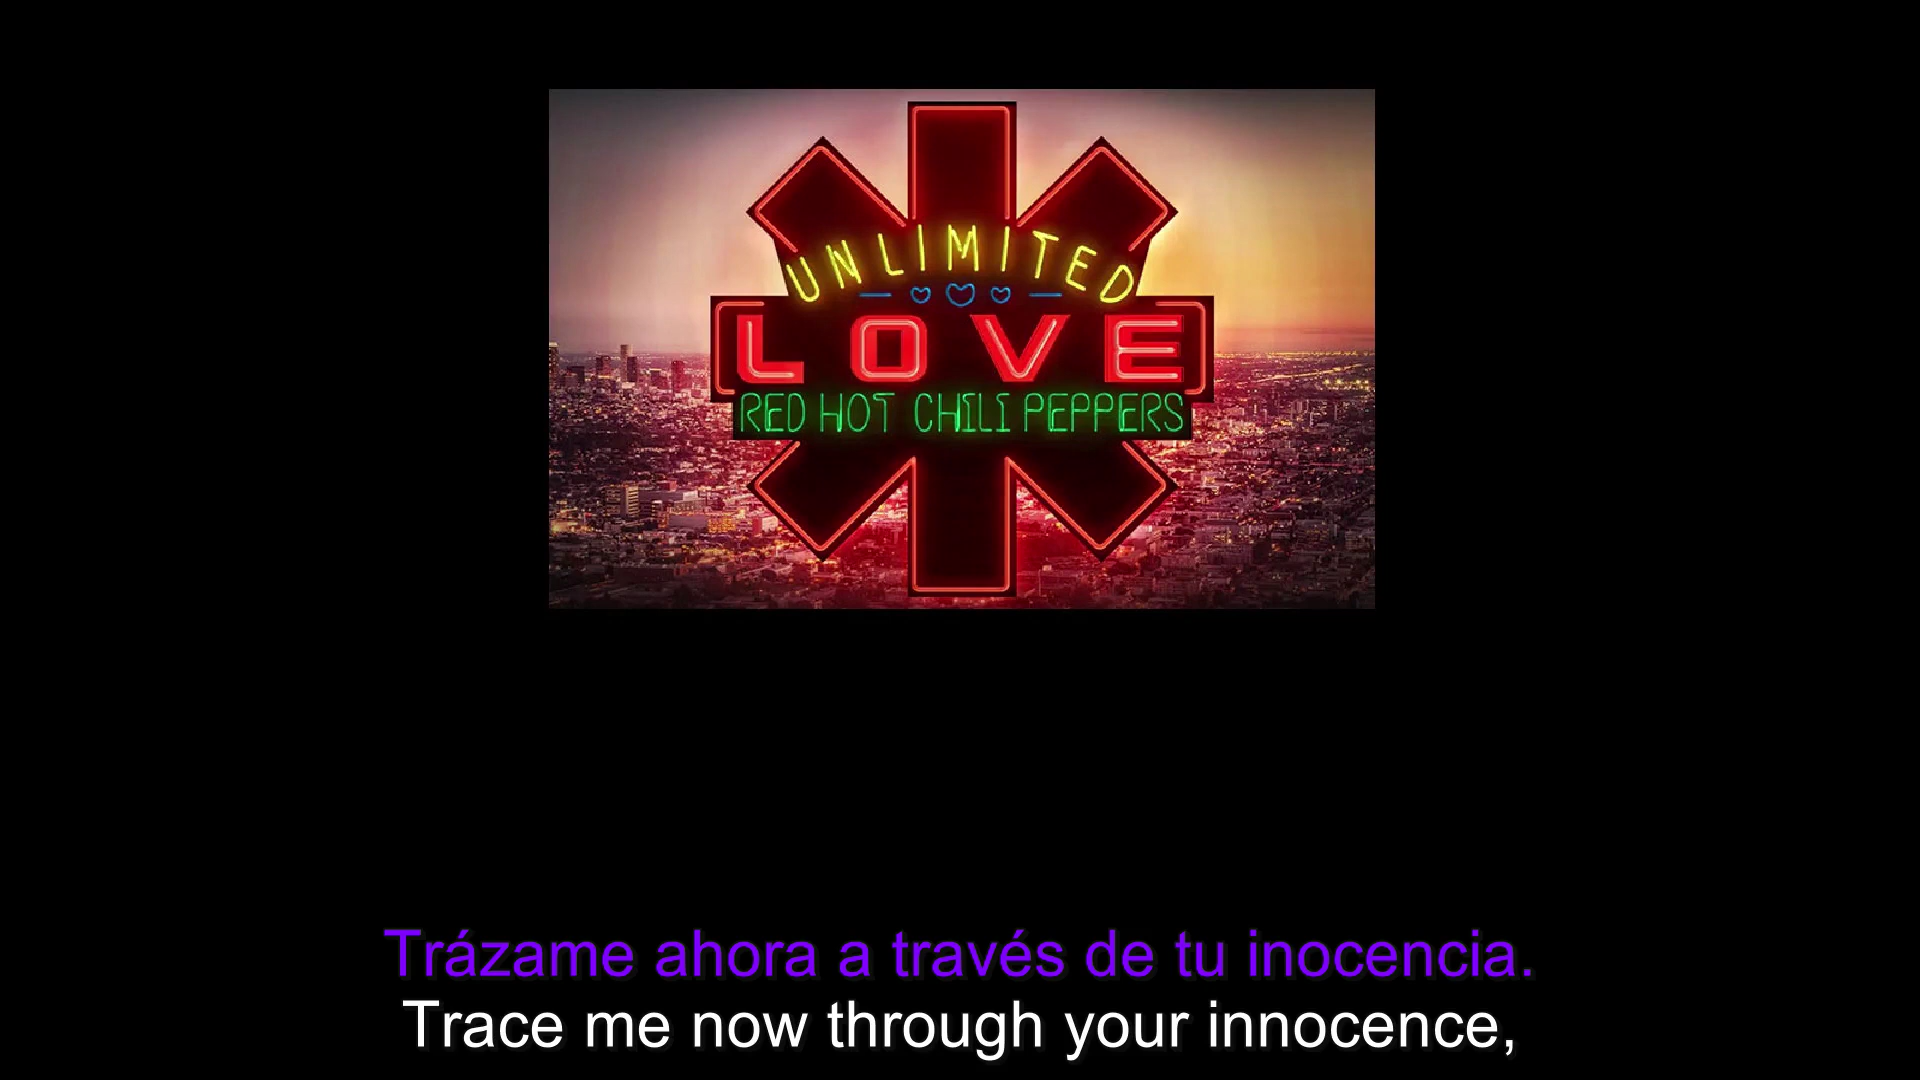 UNLIMITED
LOVE
RED HOT CHILI PEPPERS
Trázame ahora a través de tu inocencia.
Trace me now through your innocence,